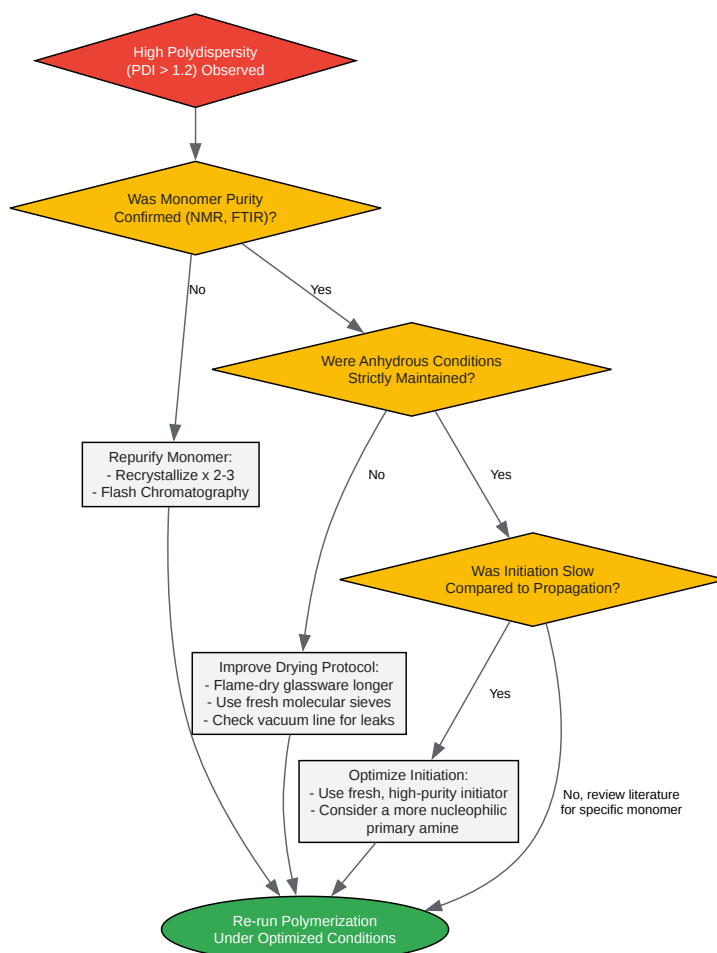 High Polydispersity
(PDI > 1.2) Observed
Was Monomer Purity
Confirmed (NMR, FTIR)?
No
Yes
Were Anhydrous Conditions
Strictly Maintained?
Repurify Monomer:
- Recrystallize x 2-3
- Flash Chromatography
No
Yes
Was Initiation Slow
Compared to Propagation?
Improve Drying Protocol:
- Flame-dry glassware longer
- Use fresh molecular sieves
- Check vacuum line for leaks
Yes
Optimize Initiation:
- Use fresh, high-purity initiator
- Consider a more nucleophilic
primary amine
No, review literature
for specific monomer
Re-run Polymerization
Under Optimized Conditions